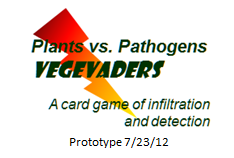 Plants vs. Pathogens
VEGEVADERS
A card game of infiltration
and detection
Prototype 7/23/12